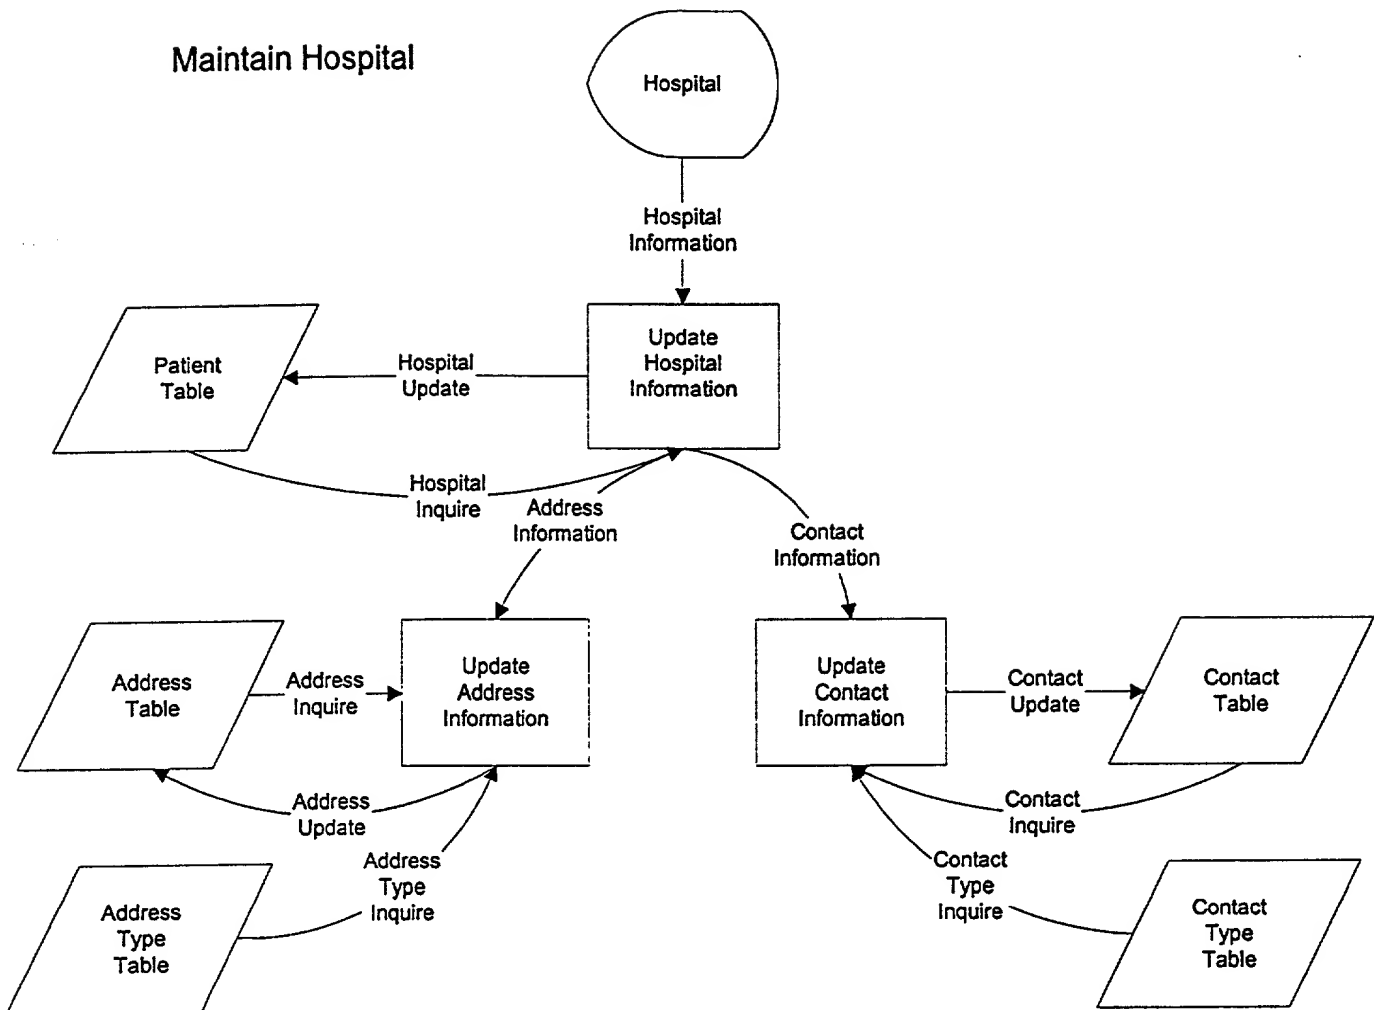 Maintain Hospital
Hospital
Hospital
Information
Update
Hospital
Information
Patient
Table
Hospital
Update
Hospital
Inquire
Address
Information
Contact
Information
Address
Table
Address
Inquire
Update
Address
Information
Update
Contact
Information
Contact
Update
Contact
Table
Address
Update
Contact
Inquire
Address
Type
Inquire
Contact
Type
Inquire
Address
Type
Table
Contact
Type
Table